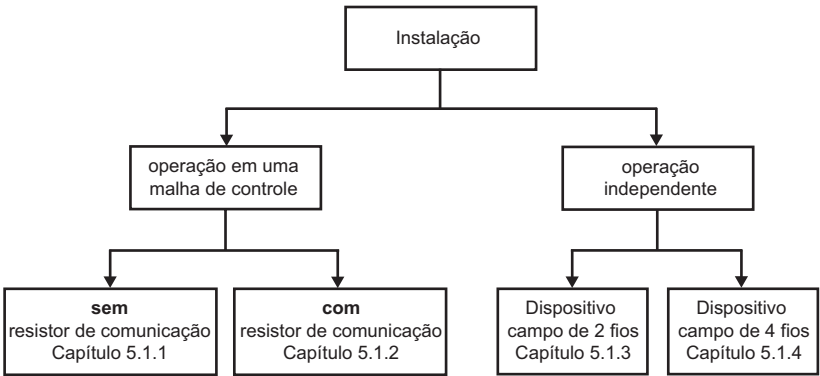 Instalação
operação em uma
malha de controle
operação
independente
sem
resistor de comunicação
Capítulo 5.1.1
com
resistor de comunicação
Capítulo 5.1.2
Dispositivo
campo de 2 fios
Capítulo 5.1.3
Dispositivo
campo de 4 fios
Capítulo 5.1.4